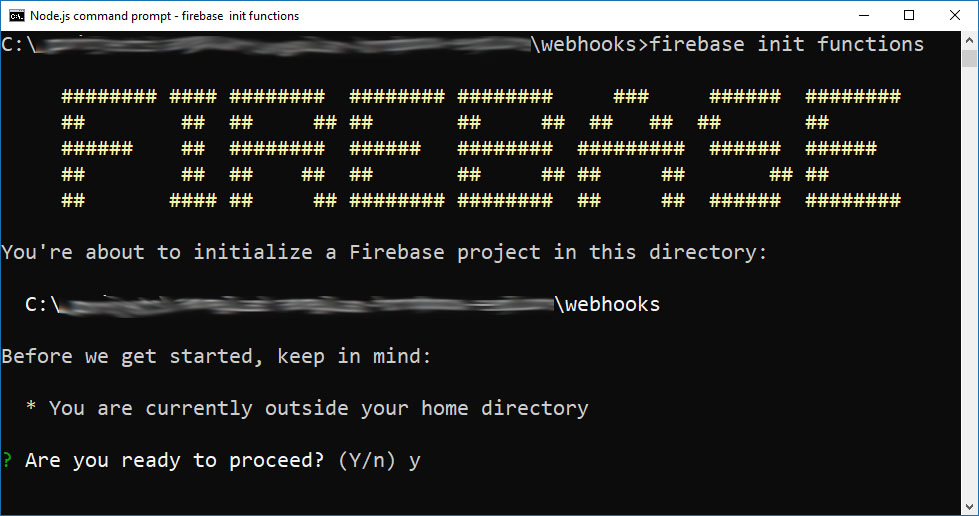 Node.js command prompt - firebase  init functions
C:\ \webhooks>firebase init functions
FIREBASE
You're about to initialize a Firebase project in this directory:
C:\ \webhooks
Before we get started, keep in mind:
* You are currently outside your home directory
? Are you ready to proceed? (Y/n) y